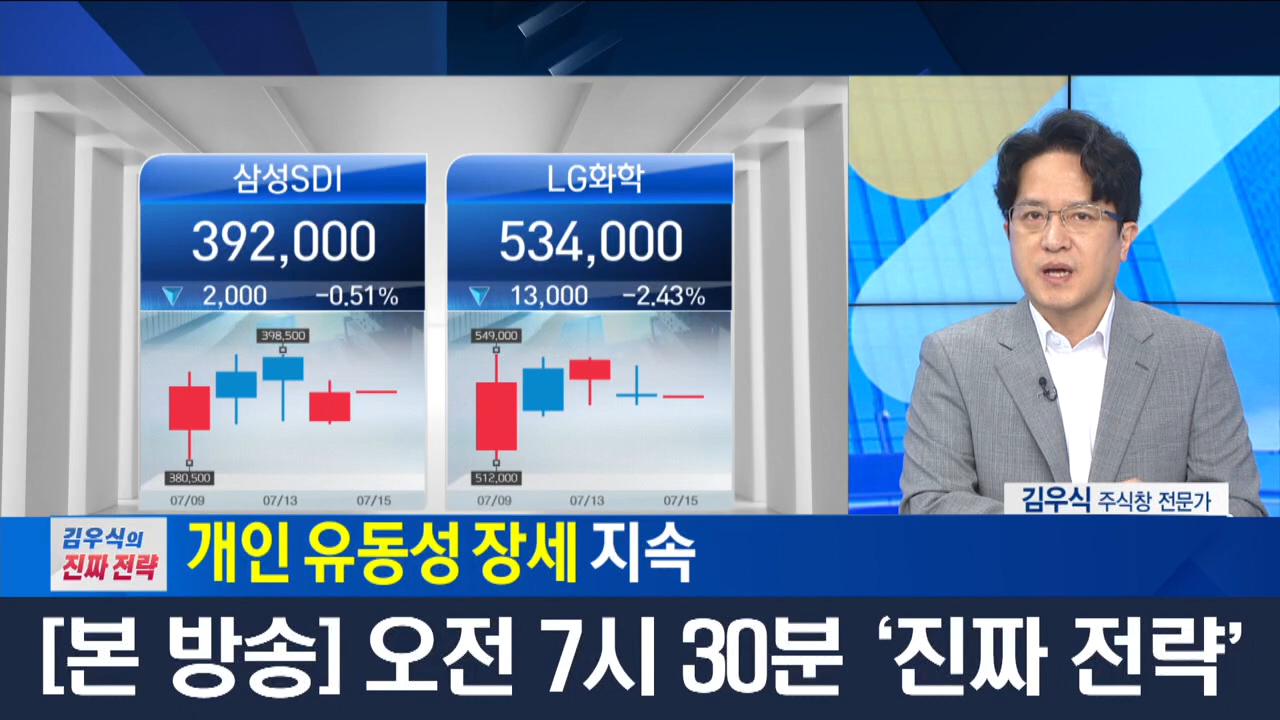 삼성SDI
392,000
▼ 2,000 -0.51%
398,500
380,500
07/09 07/13 07/15
LG화학
534,000
▼ 13,000 -2.43%
549,000
512,000
07/09 07/13 07/15
김우식 주식창 전문가
김우식의
진짜 전략
개인 유동성 장세 지속
[본 방송] 오전 7시 30분 ‘진짜 전략’